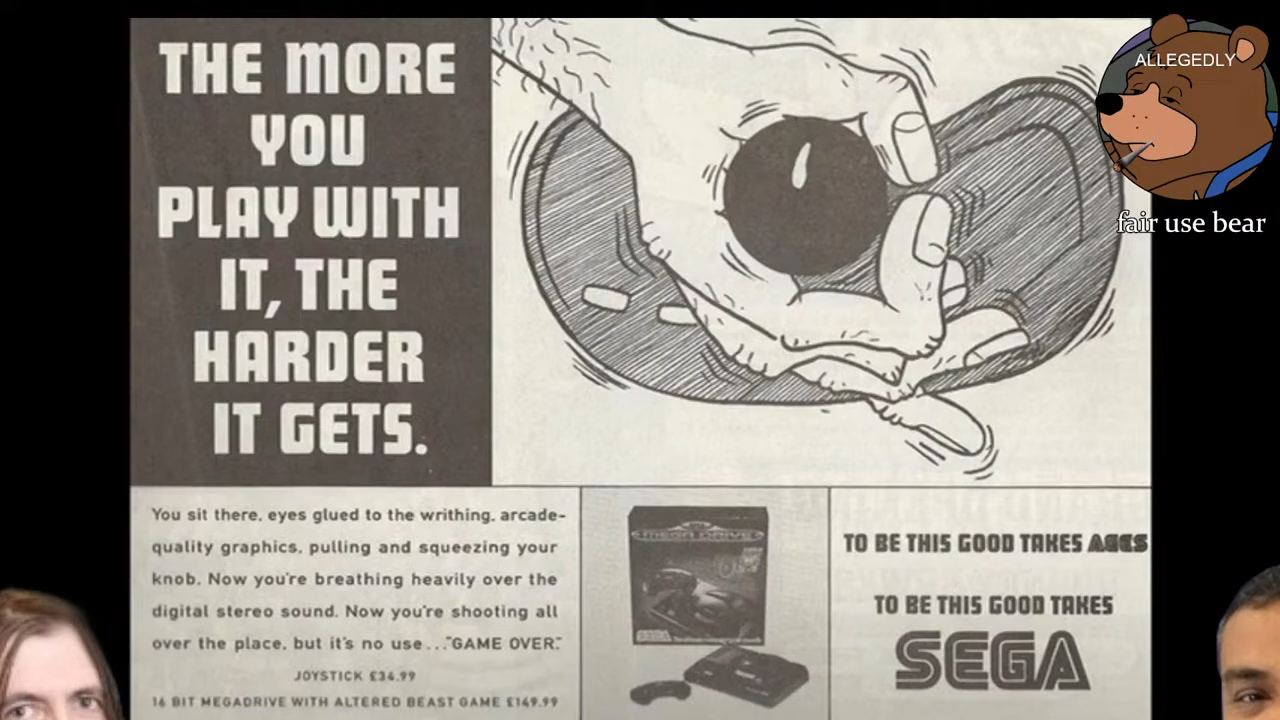 THE MORE
YOU
PLAY WITH
IT, THE
HARDER
IT GETS.
ALLEGEDLY
fair use bear
You sit there, eyes glued to the writhing, arcade-
quality graphics, pulling and squeezing your
knob. Now you're breathing heavily over the
digital stereo sound. Now you're shooting all
over the place, but it's no use..."GAME OVER."
JOYSTICK £34.99
16 BIT MEGADRIVE WITH ALTERED BEAST GAME £149.99
MEGA DRIVE
SEGA
TO BE THIS GOOD TAKES AGES
TO BE THIS GOOD TAKES
SEGA